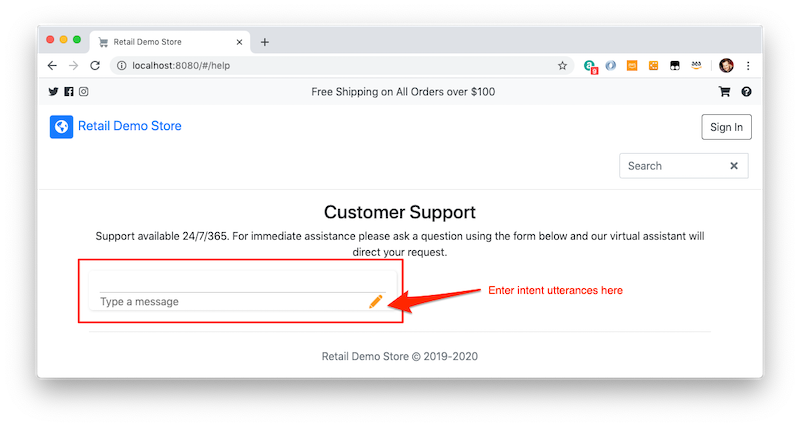 Retail Demo Store
localhost:8080/#/help
9
Free Shipping on All Orders over $100
Retail Demo Store
Sign In
Search
Customer Support
Support available 24/7/365. For immediate assistance please ask a question using the form below and our virtual assistant will
direct your request.
Enter intent utterances here
Type a message
Retail Demo Store © 2019-2020